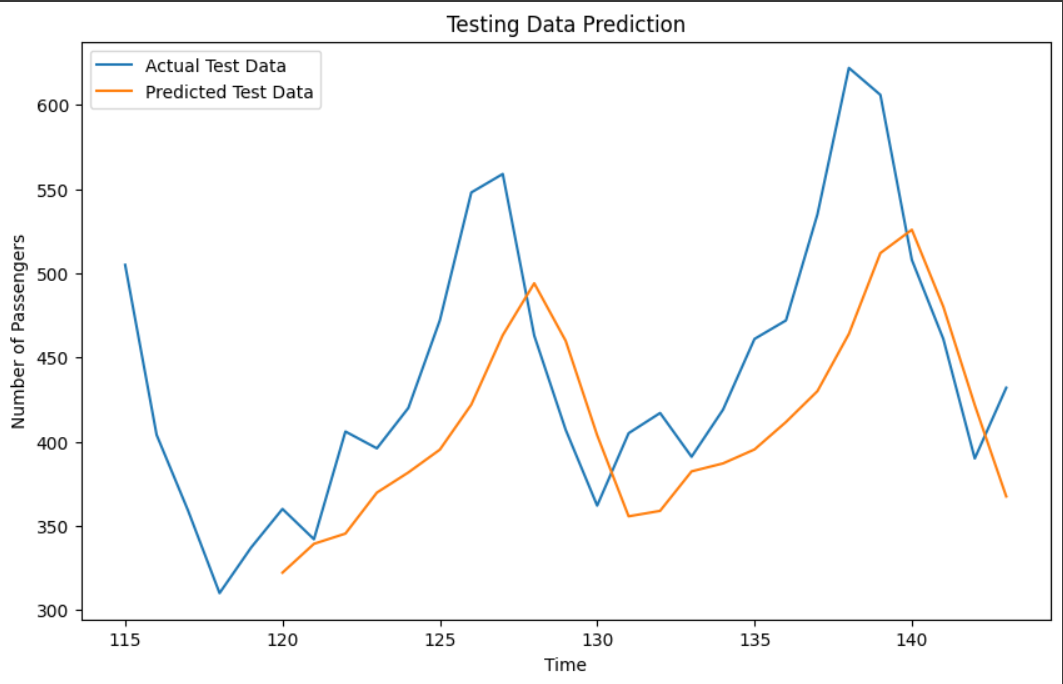 Testing Data Prediction
Actual Test Data
Predicted Test Data
Number of Passengers
600
550
500
450
400
350
300
115 120 125 130 135 140
Time